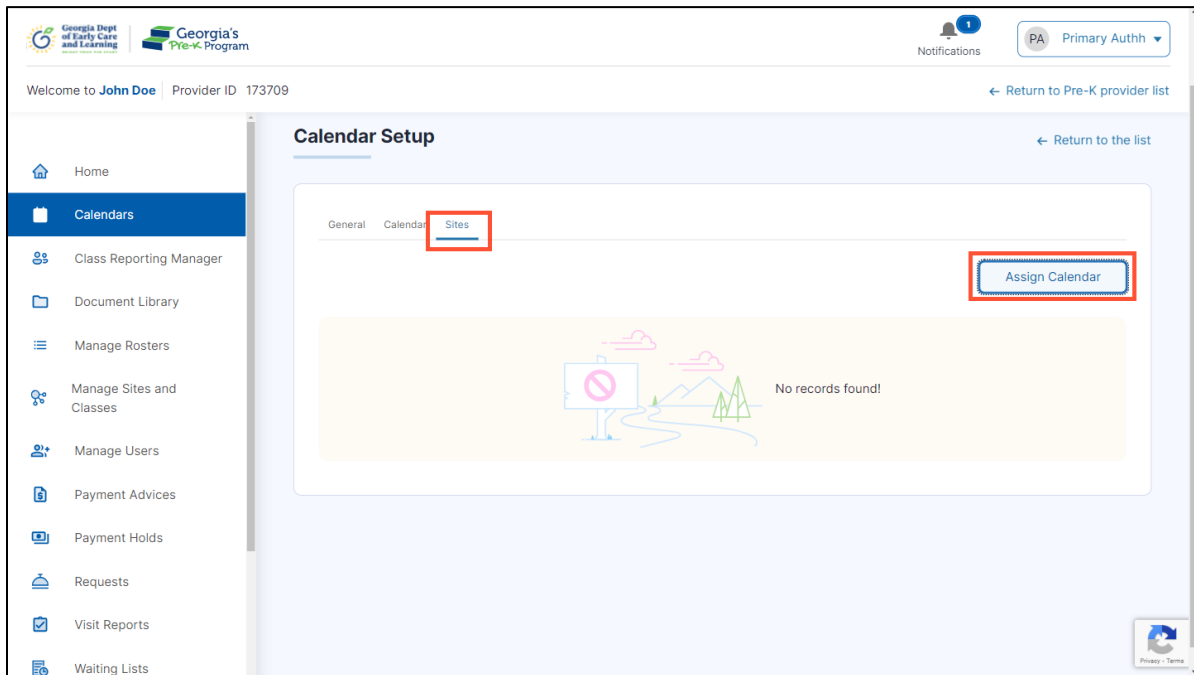 Georgia Dept
of Early Care
and Learning
Georgia's
Pre-K Program
1
Notifications
PA Primary Authh
Welcome to John Doe Provider ID 173709
← Return to Pre-K provider list
Calendar Setup
← Return to the list
Home
Calendars
Class Reporting Manager
Document Library
Manage Rosters
Manage Sites and
Classes
Manage Users
Payment Advices
Payment Holds
Requests
Visit Reports
Waiting Lists
General Calendar Sites
Assign Calendar
No records found!
Privacy - Terms